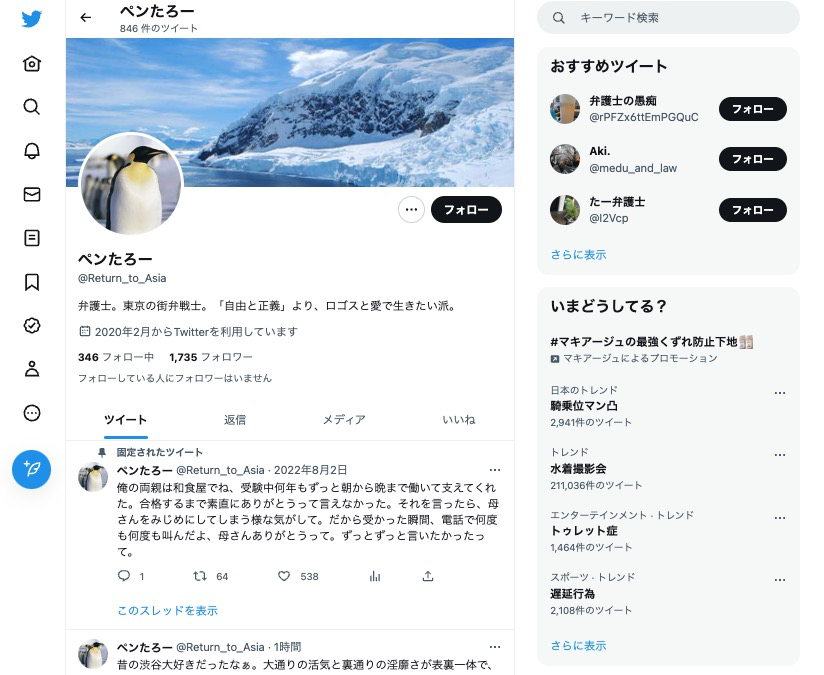 ペンたろー
846 件のツイート
フォロー
ペンたろー
@Return_to_Asia
弁護士。東京の街弁戦士。「自由と正義」より、ロゴスと愛で生きたい派。
2020年2月からTwitterを利用しています
346 フォロー中 1,735 フォロワー
フォローしている人にフォロワーはいません
ツイート 返信 メディア いいね
固定されたツイート
ペンたろー @Return_to_Asia · 2022年8月2日
俺の両親は和食屋でね、受験中何年もずっと朝から晩まで働いて支えてくれ
た。合格するまで素直にありがとうって言えなかった。それを言ったら、母
さんをみじめにしてしまう様な気がして。だから受かった瞬間、電話で何度
も何度も叫んだよ、母さんありがとうって。ずっとずっと言いたかったっ
て。
1 64 538
このスレッドを表示
ペンたろー @Return_to_Asia · 1時間
昔の渋谷大好きだったなぁ。大通りの活気と裏通りの淫靡さが表裏一体で、
キーワード検索
おすすめツイート
弁護士の愚痴
@rPFZx6ttEmPGQuC
フォロー
Aki.
@medu_and_law
フォロー
たー弁護士
@I2Vcp
フォロー
さらに表示
いまどうしてる？
#マキアージュの最強くずれ防止下地
マキアージュによるプロモーション
日本のトレンド
騎乗位マン凸
2,941件のツイート
トレンド
水着撮影会
211,036件のツイート
エンターテインメント · トレンド
トゥレット症
1,464件のツイート
スポーツ · トレンド
遅延行為
2,108件のツイート
さらに表示